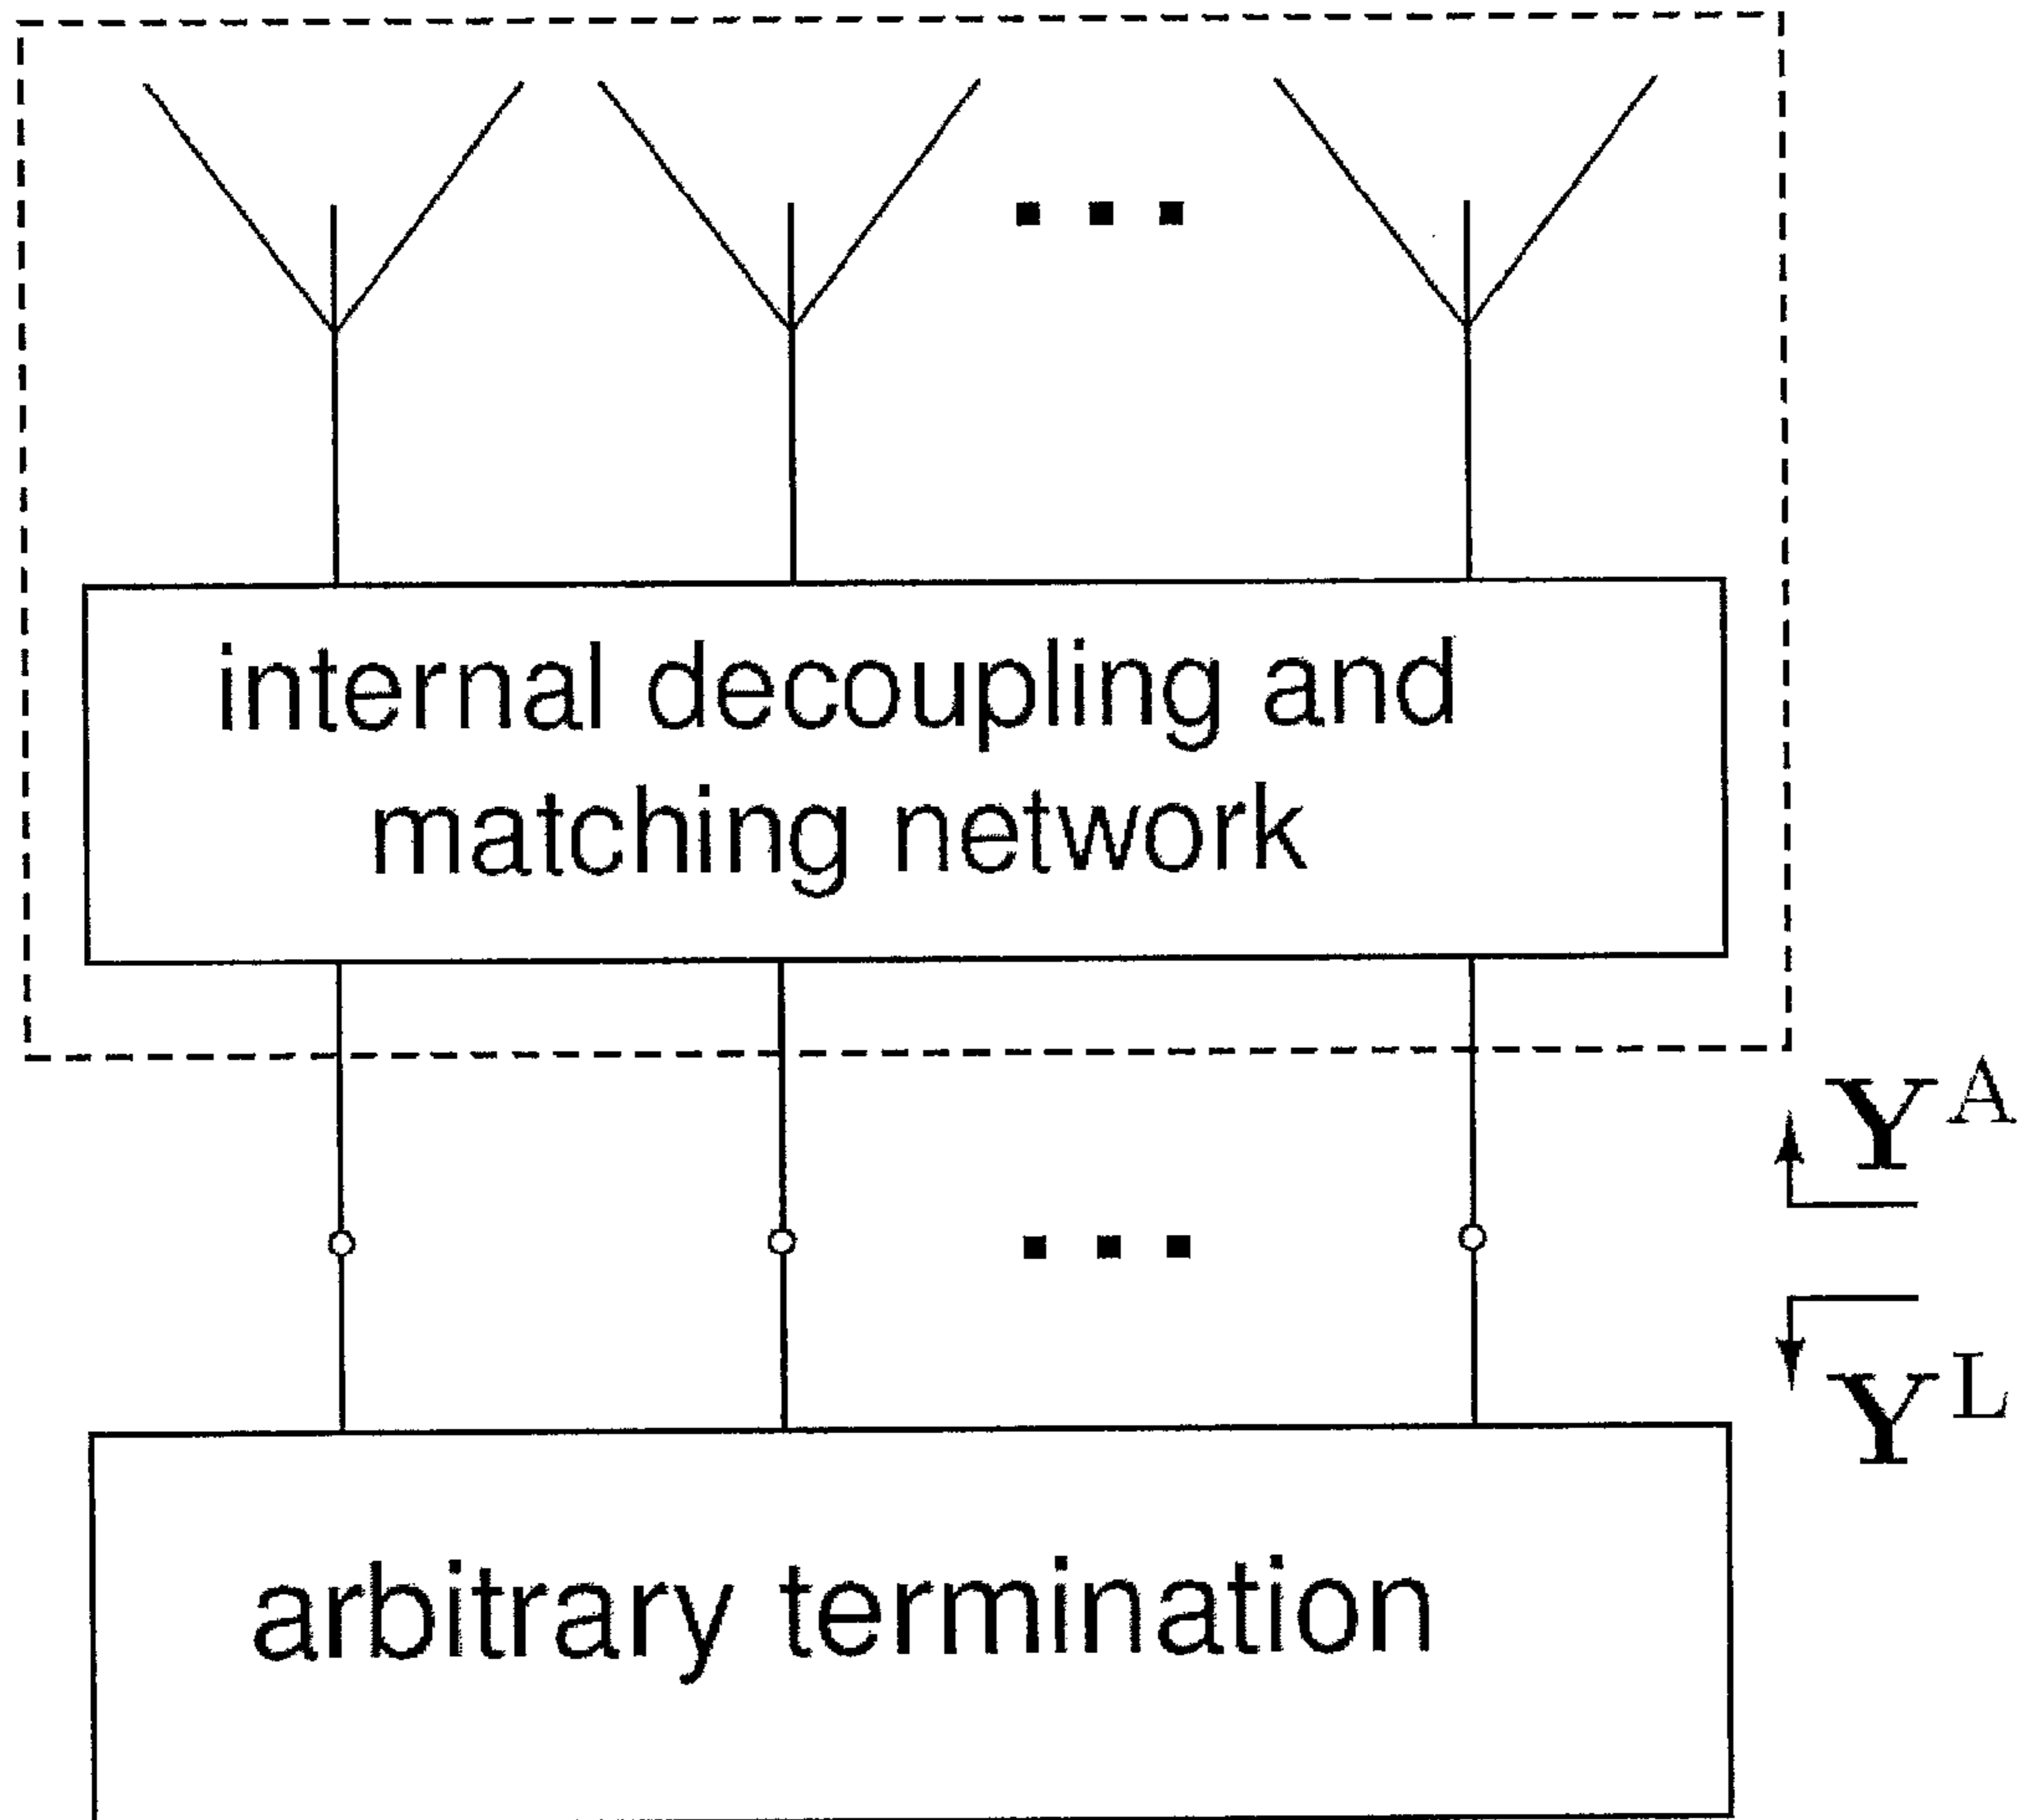 internal decoupling and
matching network
Y^A
Y^L
arbitrary termination